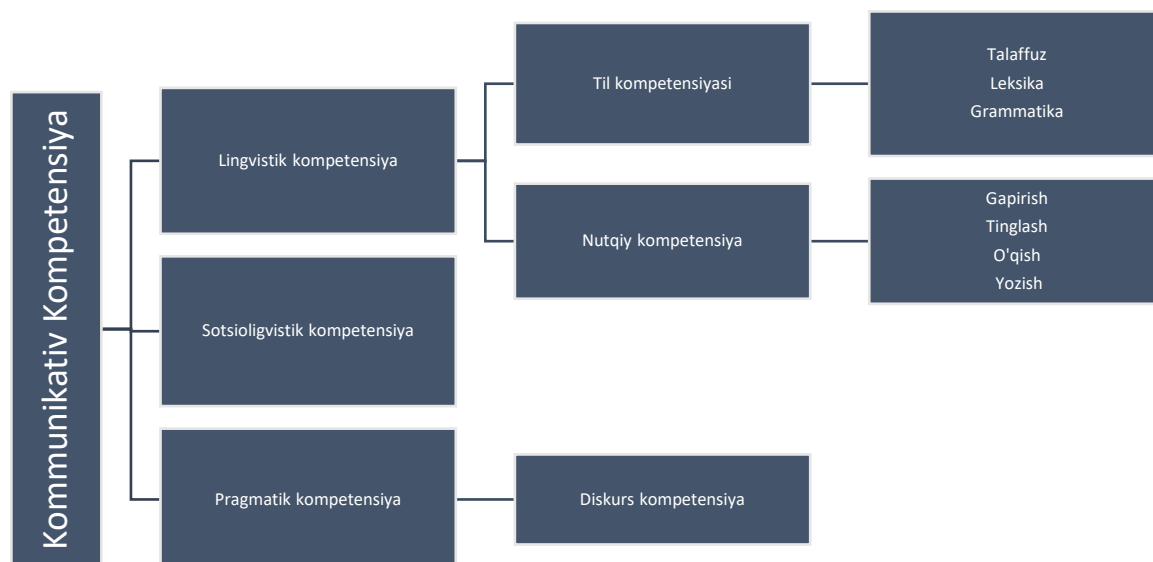 Kommunikativ Kompetensiya
Lingvistik kompetensiya
Til kompetensiyasi
Talaffuz
Leksika
Grammatika
Nutqiy kompetensiya
Gapirish
Tinglash
O'qish
Yozish
Sotsioligvistik kompetensiya
Pragmatik kompetensiya
Diskurs kompetensiya